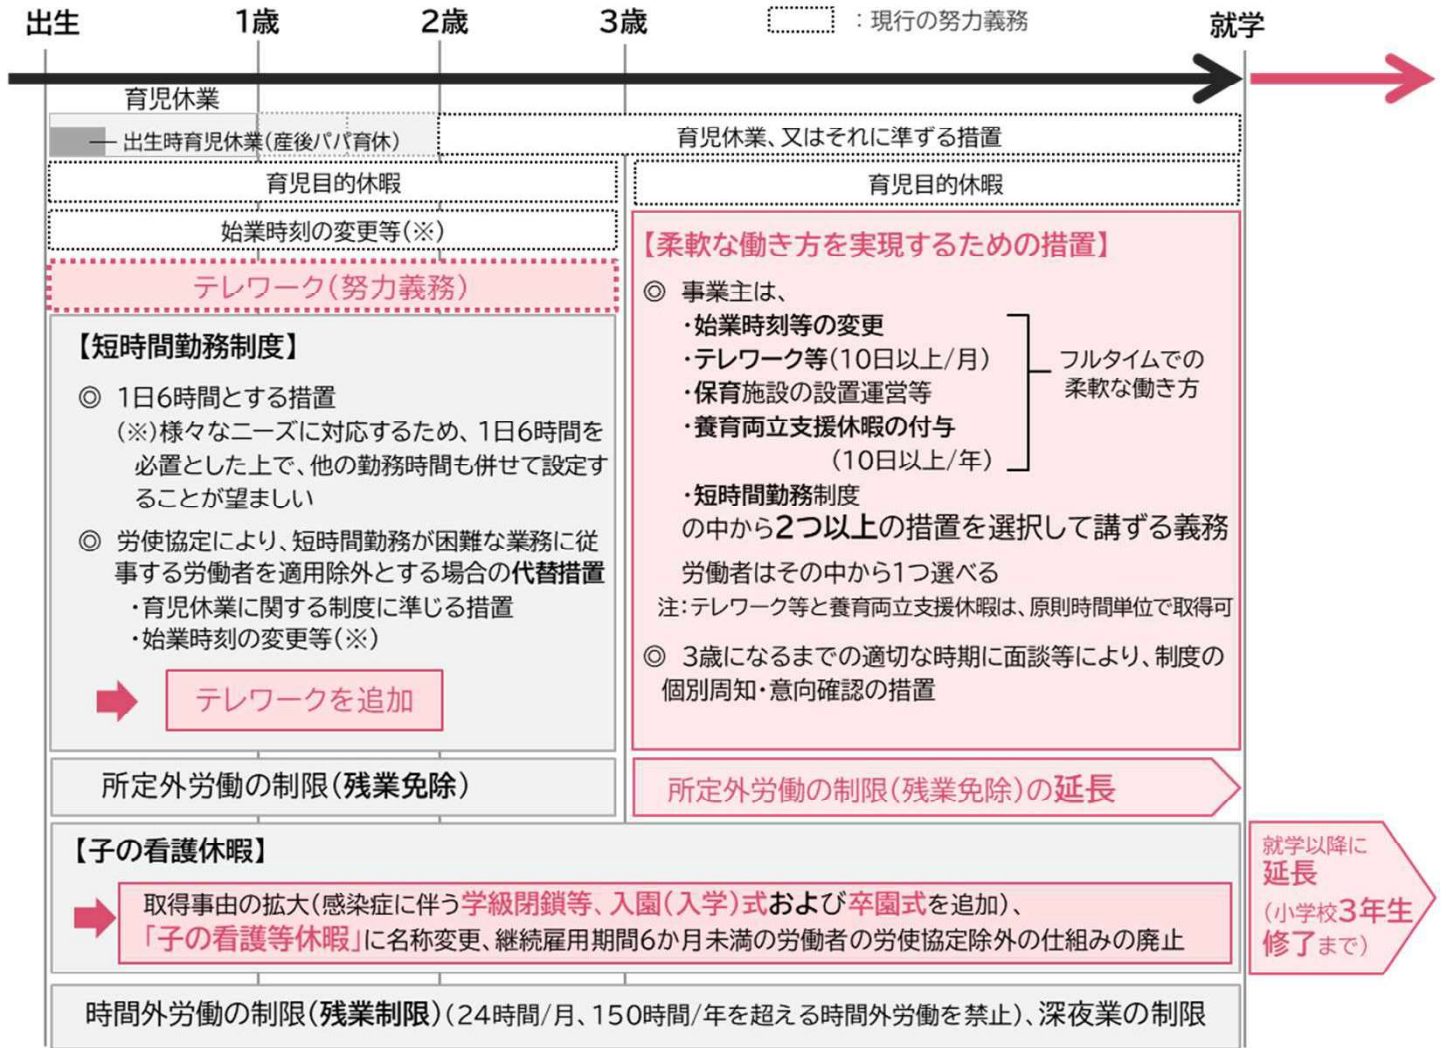 出生
1歳
2歳
3歳
：現行の努力義務
就学
育児休業
出生時育児休業(産後パパ育休)
育児休業、又はそれに準ずる措置
育児目的休暇
育児目的休暇
始業時刻の変更等(※)
テレワーク(努力義務)
【短時間勤務制度】
◎ 1日6時間とする措置
(※)様々なニーズに対応するため、1日6時間を
必置とした上で、他の勤務時間も併せて設定す
ることが望ましい
◎ 労使協定により、短時間勤務が困難な業務に従
事する労働者を適用除外とする場合の代替措置
・育児休業に関する制度に準じる措置
・始業時刻の変更等(※)
テレワークを追加
【柔軟な働き方を実現するための措置】
◎ 事業主は、
・始業時刻等の変更
・テレワーク等(10日以上/月)
・保育施設の設置運営等
・養育両立支援休暇の付与
(10日以上/年)
フルタイムでの
柔軟な働き方
・短時間勤務制度
の中から2つ以上の措置を選択して講ずる義務
労働者はその中から1つ選べる
注：テレワーク等と養育両立支援休暇は、原則時間単位で取得可
◎ 3歳になるまでの適切な時期に面談等により、制度の
個別周知・意向確認の措置
所定外労働の制限(残業免除)
所定外労働の制限(残業免除)の延長
【子の看護休暇】
取得事由の拡大(感染症に伴う学級閉鎖等、入園(入学)式および卒園式を追加)、
「子の看護等休暇」に名称変更、継続雇用期間6か月未満の労働者の労使協定除外の仕組みの廃止
就学以降に
延長
(小学校3年生
修了まで)
時間外労働の制限(残業制限)(24時間/月、150時間/年を超える時間外労働を禁止)、深夜業の制限